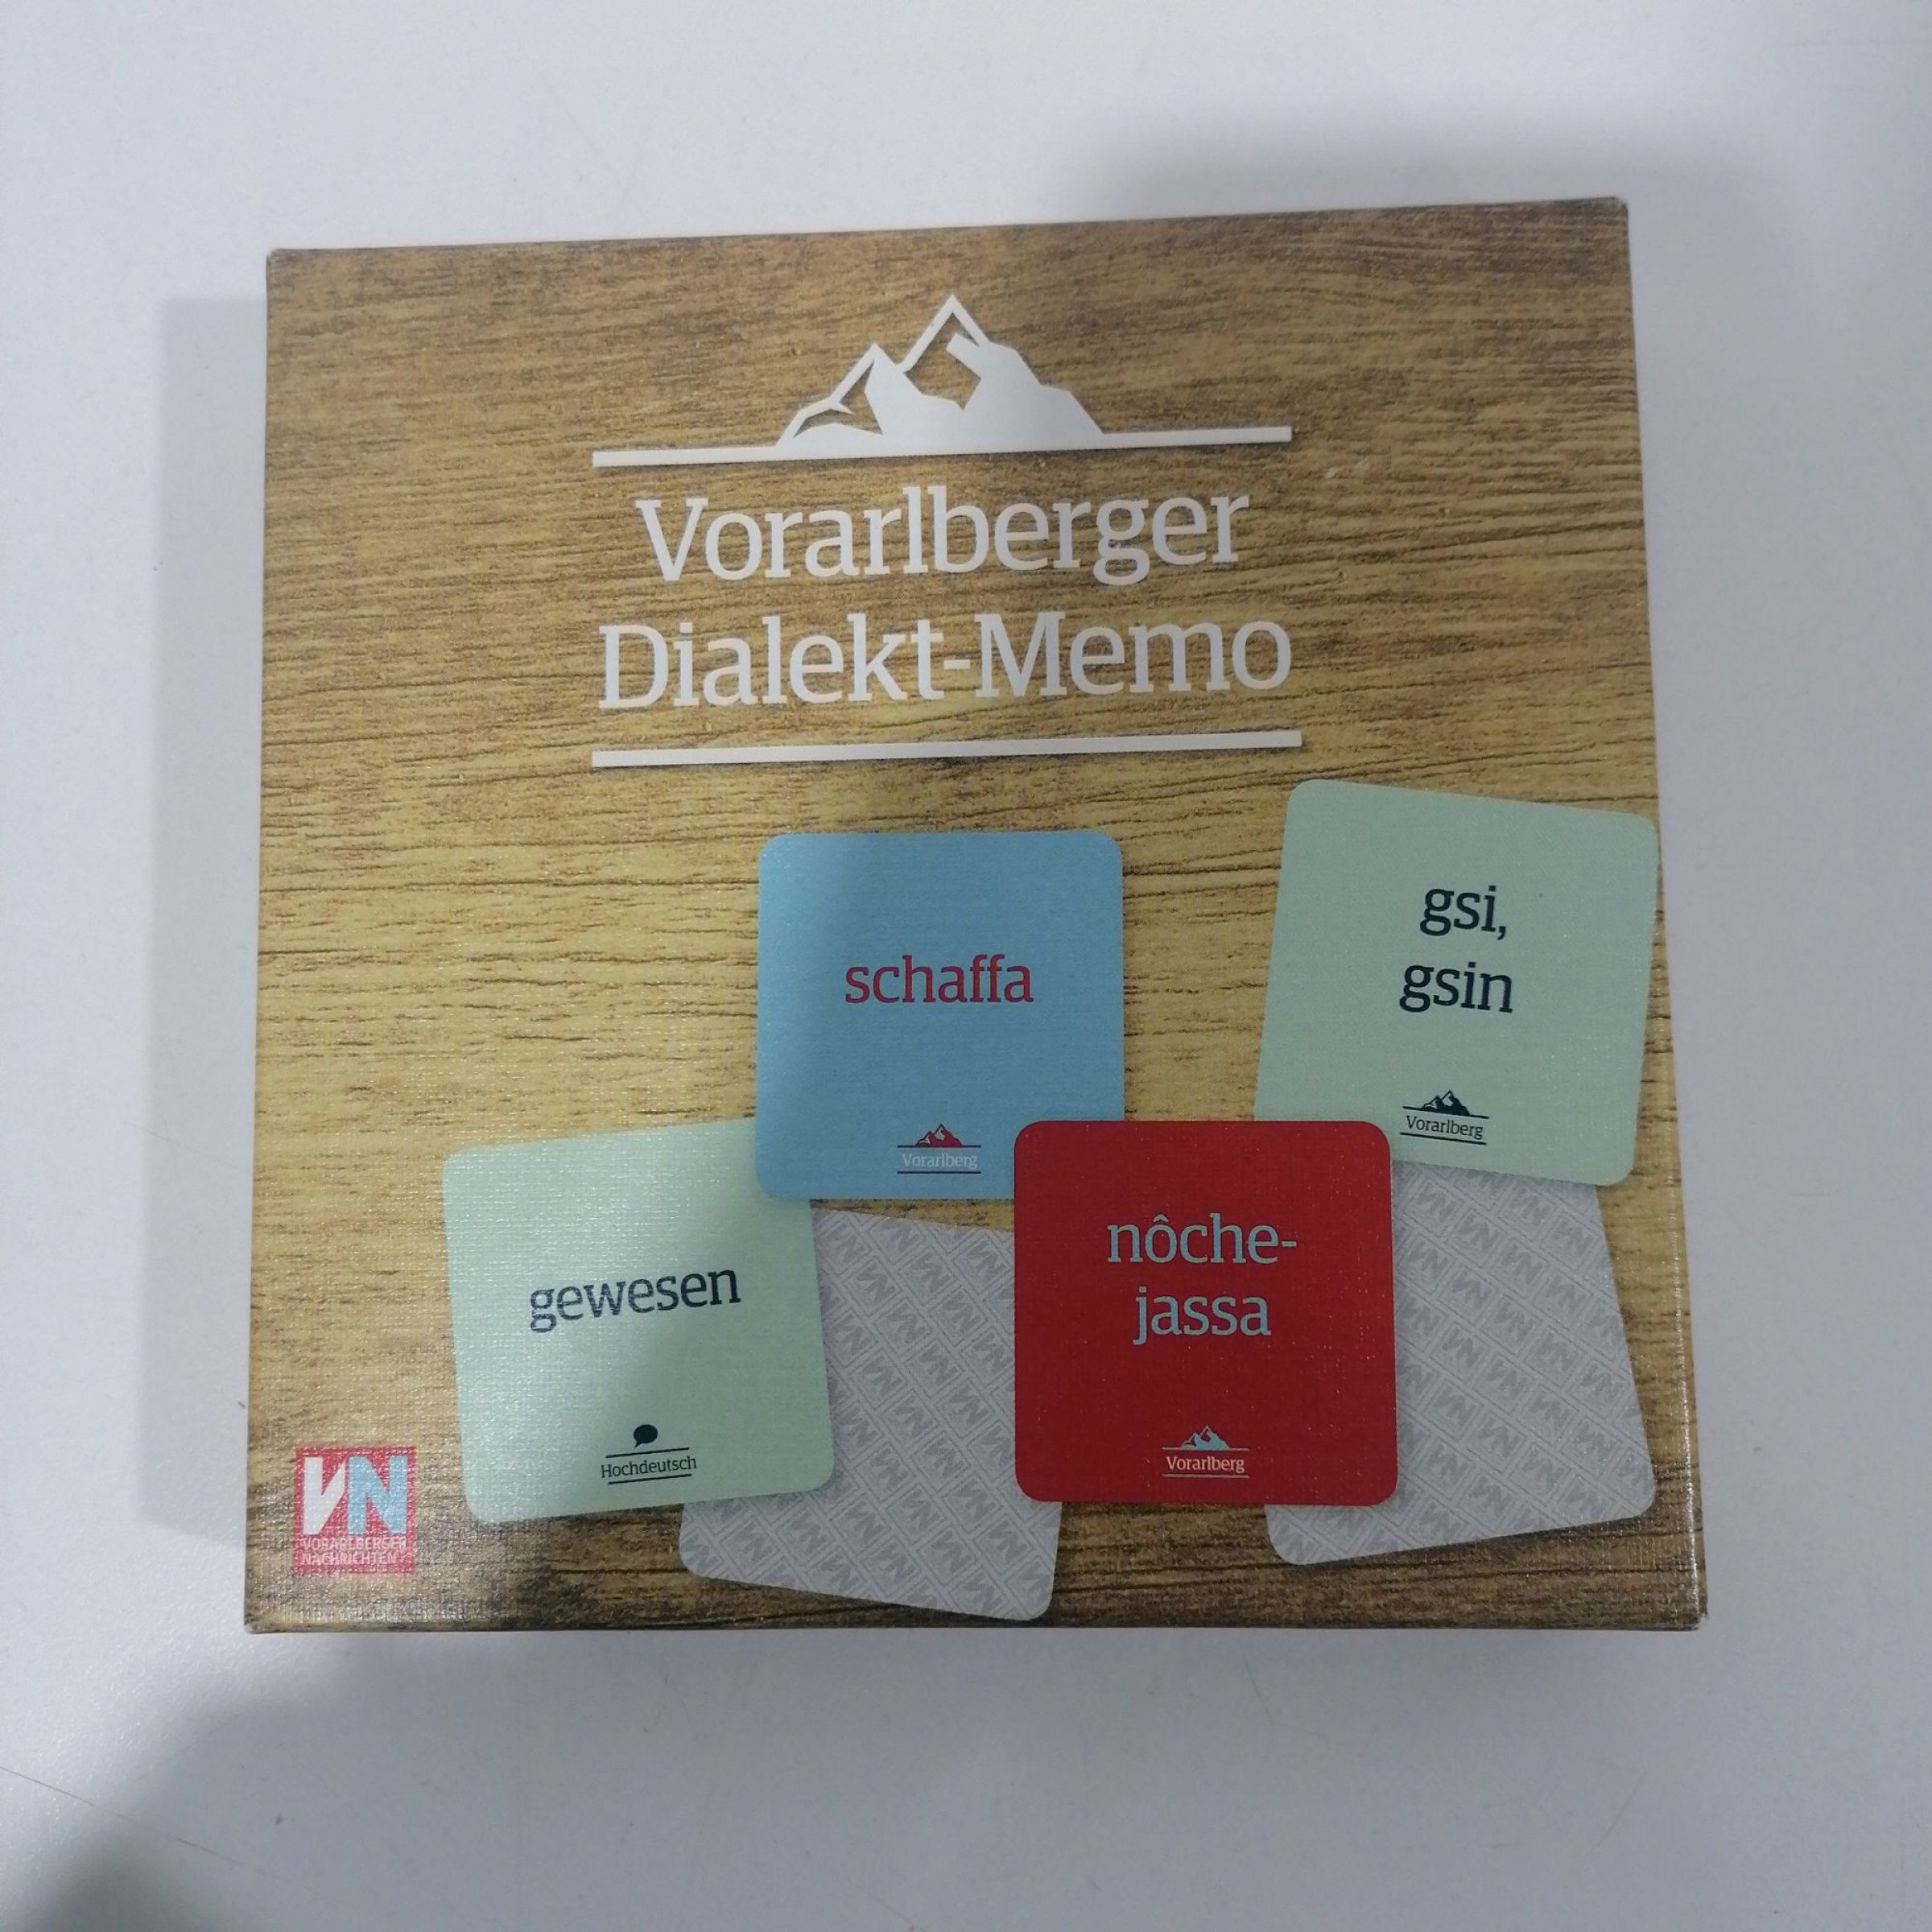 Vorarlberger
Dialekt-Memo
schaffa
Vorarlberg
gsi,
gsin
Vorarlberg
gewesen
Hochdeutsch
nôche-
jassa
Vorarlberg
VN
VORARLBERGER
NACHRICHTEN